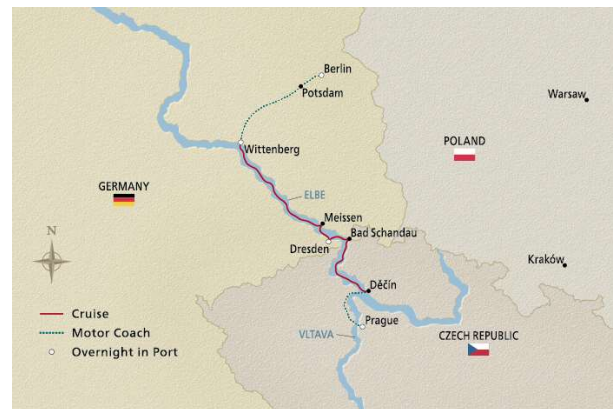 Berlin
Potsdam
Warsaw
POLAND
Wittenberg
GERMANY
ELBE
Meissen
Bad Schandau
Dresden
N
Kraków
Děčín
Cruise
Motor Coach
Overnight in Port
VLTAVA
Prague
CZECH REPUBLIC